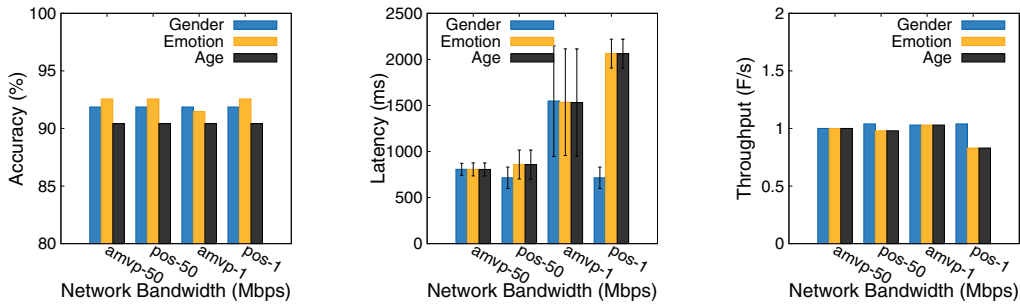 100
95
90
85
80
Accuracy (%)
Gender
Emotion
Age
amvp-50
pos-50
amvp-1
pos-1
Network Bandwidth (Mbps)
2500
2000
1500
1000
500
0
Latency (ms)
Gender
Emotion
Age
amvp-50
pos-50
amvp-1
pos-1
Network Bandwidth (Mbps)
2
1.5
1
0.5
0
Throughput (F/s)
Gender
Emotion
Age
amvp-50
pos-50
amvp-1
pos-1
Network Bandwidth (Mbps)